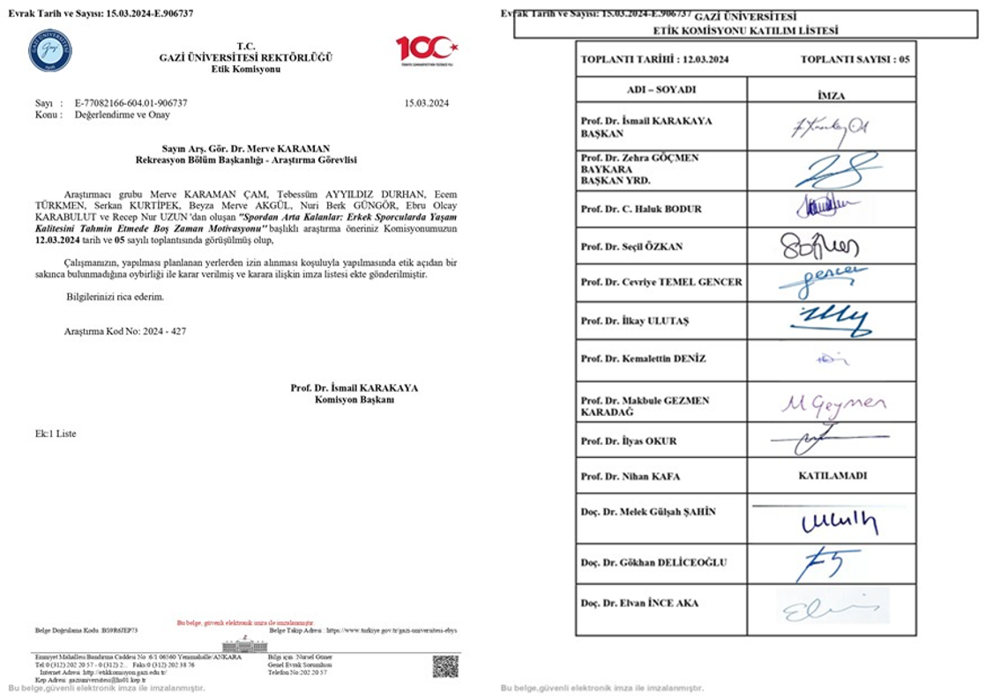 Evrak Tarih ve Sayısı: 15.03.2024-E.906737
T.C.
GAZİ ÜNİVERSİTESİ REKTÖRLÜĞÜ
Etik Komisyonu
100
Sayı : E-77082166-604.01-906737
15.03.2024
Konu : Değerlendirme ve Onay
Sayın Arş. Gör. Dr. Merve KARAMAN
Rekreasyon Bölüm Başkanlığı - Araştırma Görevlisi
Araştırmacı grubu Merve KARAMAN ÇAM, Tebessüm AYYILDIZ DURHAN, Ecem
TÜRKMEN, Serkan KURTİPEK, Beyza Merve AKGÜL, Nuri Berk GÜNGÖR, Ebru Olcay
KARABULUT ve Recep Nur UZUN 'dan oluşan "Spordan Arta Kalanlar: Erkek Sporcularda Yaşam
Kalitesini Tahmin Etmede Boş Zaman Motivasyonu" başlıklı araştırma öneriniz Komisyonumuzun
12.03.2024 tarih ve 05 sayılı toplantısında görüşülmüş olup,
Çalışmanızın, yapılması planlanan yerlerden izin alınması koşuluyla yapılmasında etik açıdan bir
sakınca bulunmadığına oybirliği ile karar verilmiş ve karara ilişkin imza listesi ekte gönderilmiştir.
Bilgilerinizi rica ederim.
Araştırma Kod No: 2024 - 427
Prof. Dr. İsmail KARAKAYA
Komisyon Başkanı
Ek:1 Liste
Bu belge, güvenli elektronik imza ile imzalanmıştır.
Belge Doğrulama Kodu :BS9R6JEP73
Belge Takip Adresi : https://www.turkiye.gov.tr/gazi-universitesi-ebys
Emniyet Mahallesi Bandırma Caddesi No :6/1 06560 Yenimahalle/ANKARA
Tel:0 (312) 202 20 57 - 0 (312) 2... Faks:0 (312) 202 38 76
İnternet Adresi :http://etikkomisyon.gazi.edu.tr/
Kep Adresi: gaziuniversitesi@hs01.kep.tr
Bilgi için: Nursel Güner
Genel Evrak Sorumlusu
Telefon No:202 20 57
Bu belge,güvenli elektronik imza ile imzalanmıştır.
Evrak Tarih ve Sayısı: 15.03.2024-E.906737
GAZİ ÜNİVERSİTESİ
ETİK KOMİSYONU KATILIM LİSTESİ
TOPLANTI TARİHİ : 12.03.2024
TOPLANTI SAYISI : 05
ADI – SOYADI
İMZA
Prof. Dr. İsmail KARAKAYA
BAŞKAN
Prof. Dr. Zehra GÖÇMEN
BAYKARA
BAŞKAN YRD.
Prof. Dr. C. Haluk BODUR
Prof. Dr. Seçil ÖZKAN
Prof. Dr. Cevriye TEMEL GENCER
gencer
Prof. Dr. İlkay ULUTAŞ
Prof. Dr. Kemalettin DENİZ
Prof. Dr. Makbule GEZMEN
KARADAĞ
Prof. Dr. İlyas OKUR
Prof. Dr. Nihan KAFA
KATILAMADI
Doç. Dr. Melek Gülşah ŞAHİN
Doç. Dr. Gökhan DELİCEOĞLU
Doç. Dr. Elvan İNCE AKA
Bu belge,güvenli elektronik imza ile imzalanmıştır.